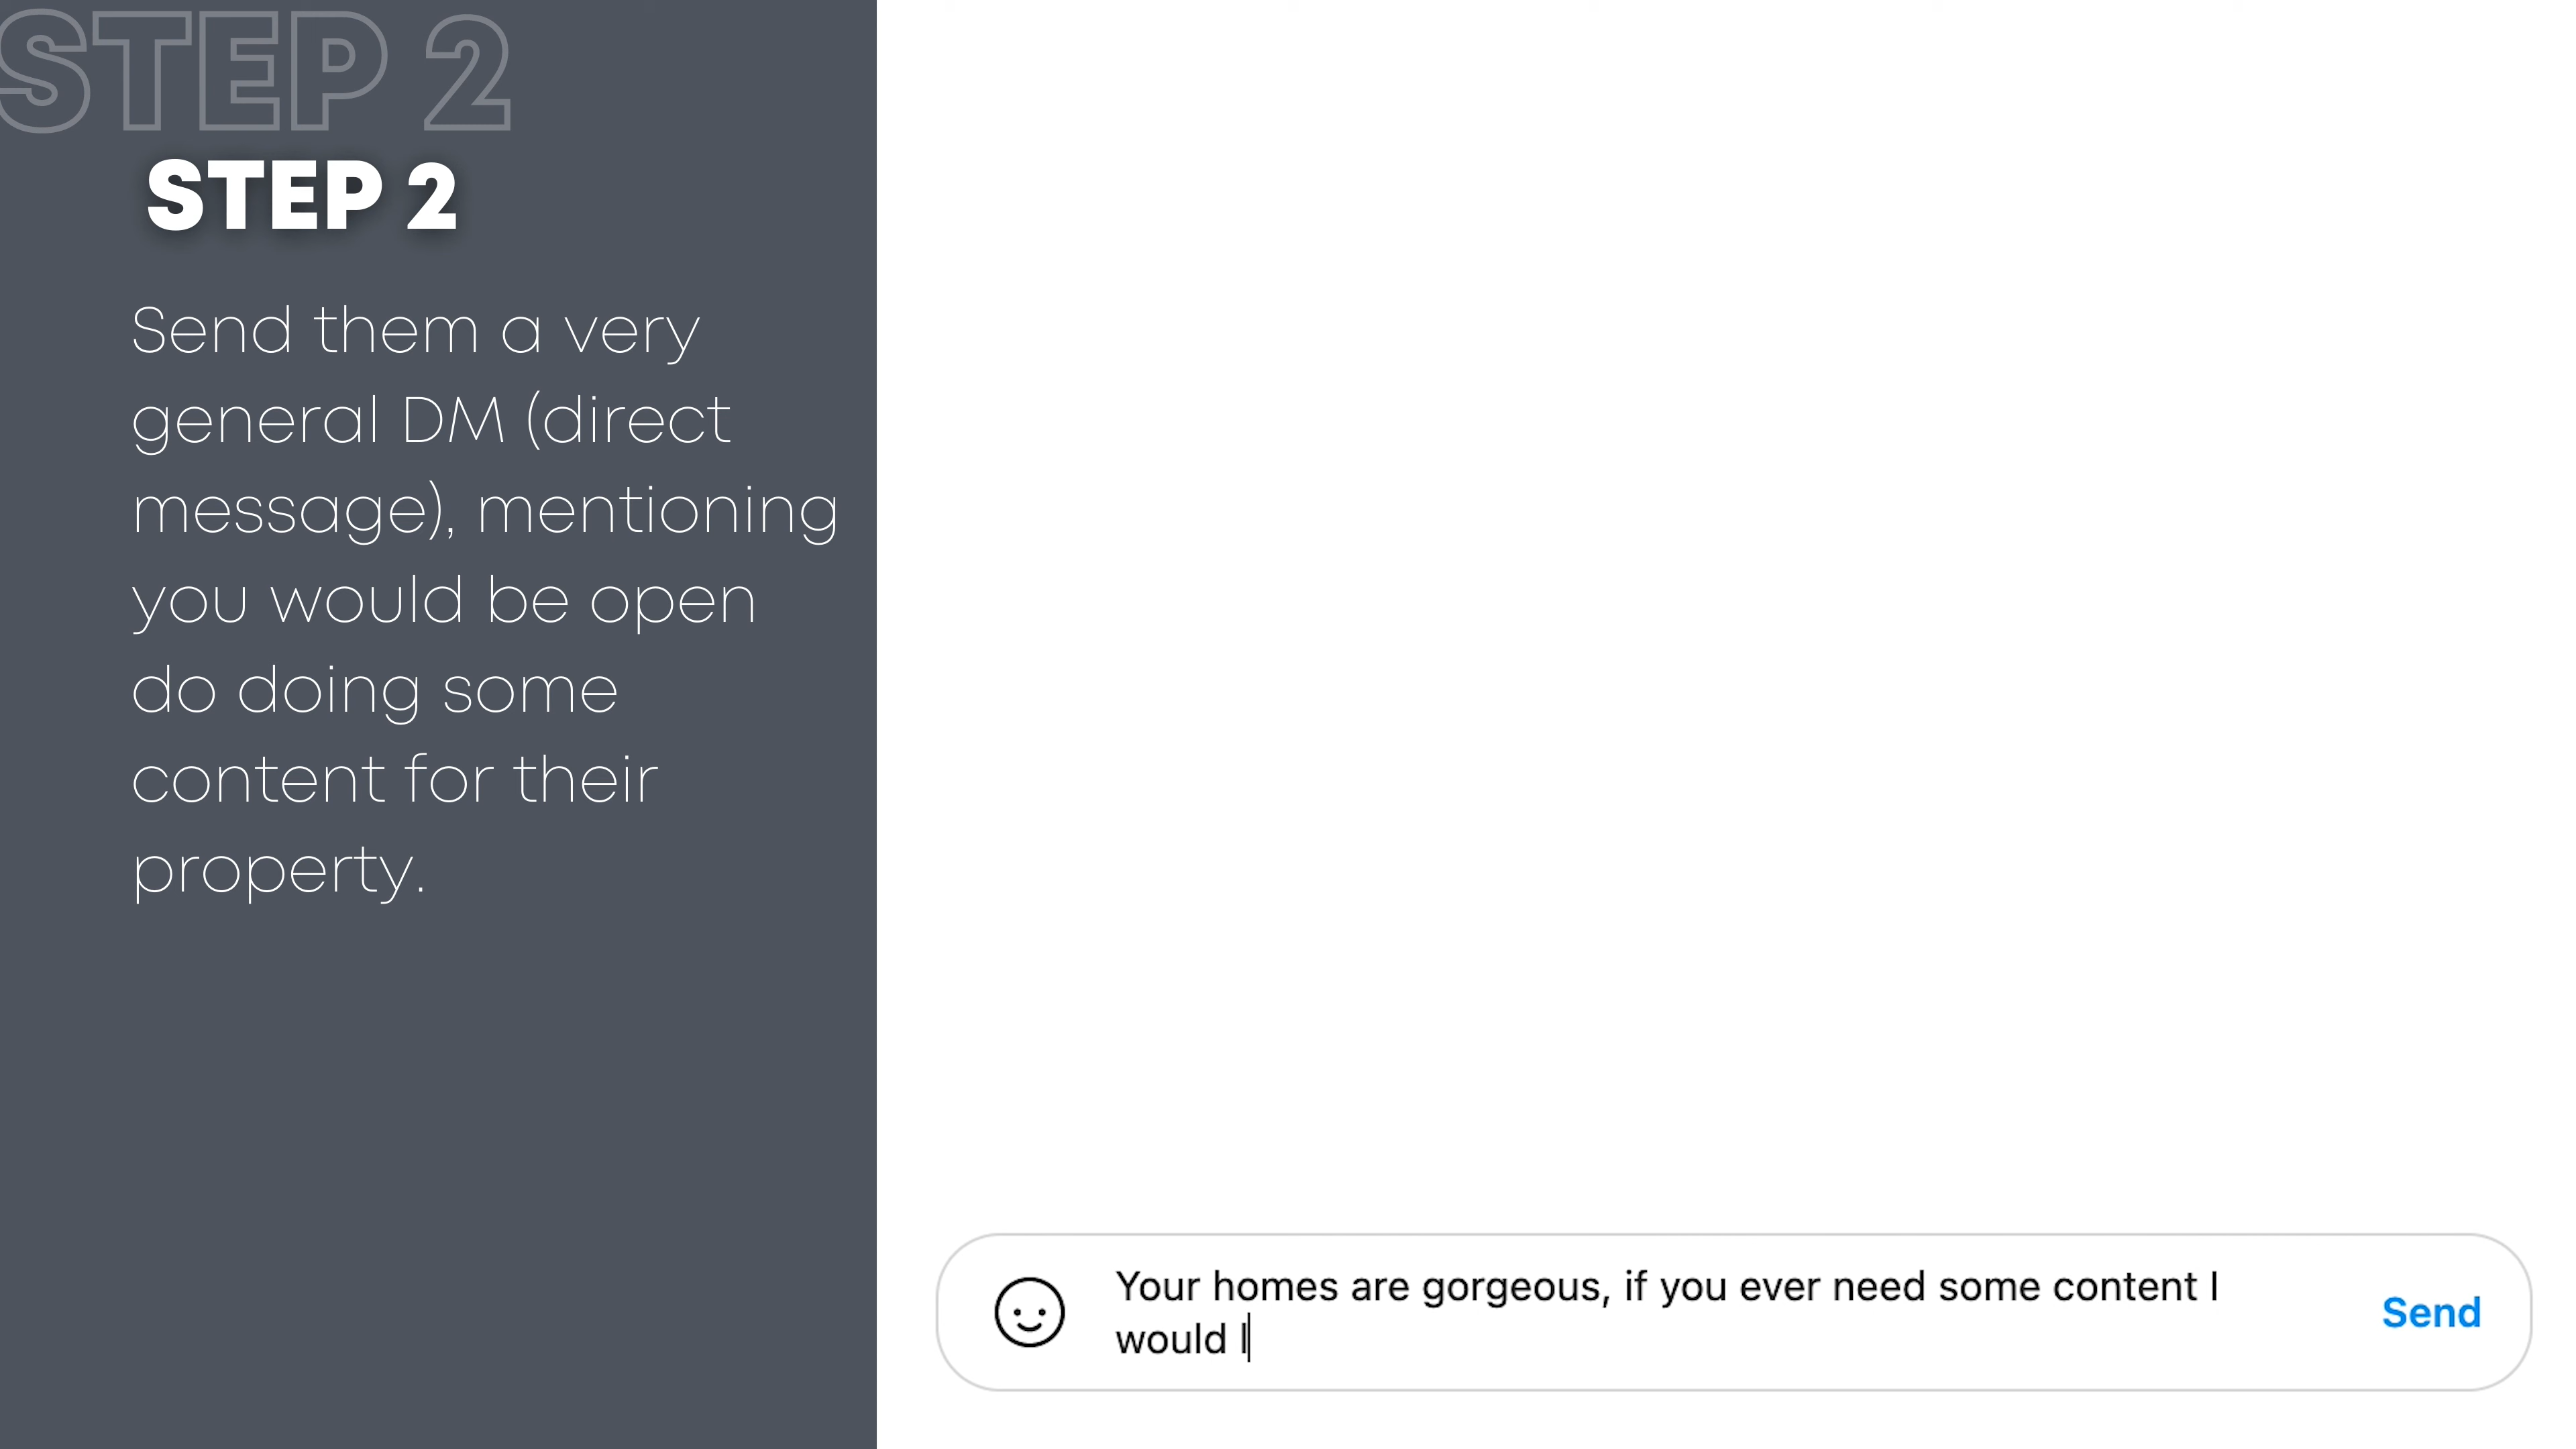 STEP 2
STEP 2
Send them a very
general DM (direct
message), mentioning
you would be open
do doing some
content for their
property.
Your homes are gorgeous, if you ever need some content I
would l
Send